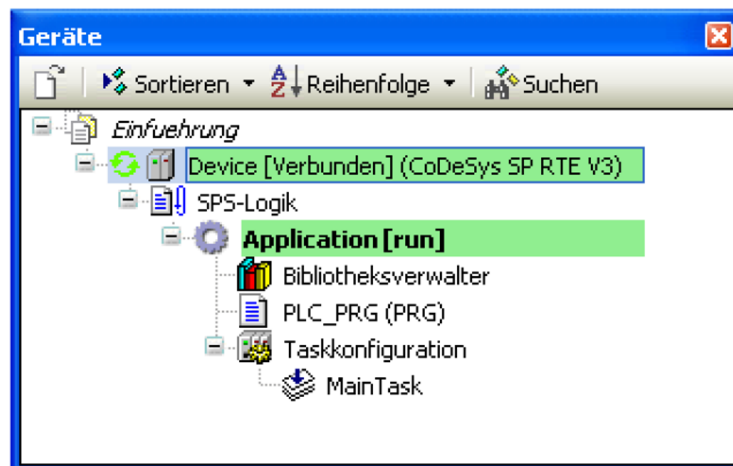 Geräte
Sortieren AZ Reihenfolge Suchen
Einfuehrung
Device [Verbunden] (CoDeSys SP RTE V3)
SPS-Logik
Application [run]
Bibliotheksverwalter
PLC_PRG (PRG)
Taskkonfiguration
MainTask